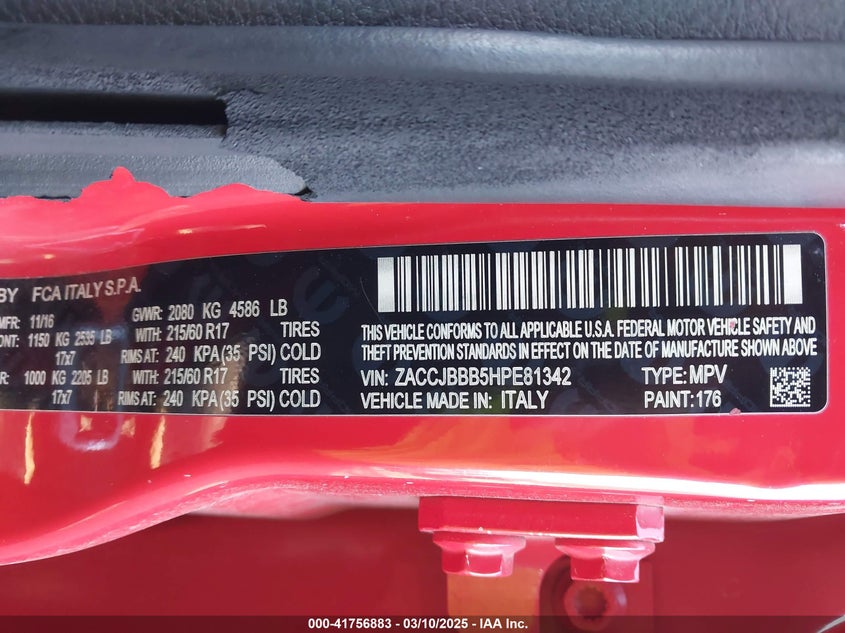 BY FCA ITALY S.P.A.
MFR: 11/16 GVWR: 2080 KG 4586 LB
ONT: 1150 KG 2535 LB WITH: 215/60 R17 TIRES
17x7 RIMS AT: 240 KPA (35 PSI) COLD
R: 1000 KG 2205 LB WITH: 215/60 R17 TIRES
17x7 RIMS AT: 240 KPA (35 PSI) COLD
THIS VEHICLE CONFORMS TO ALL APPLICABLE U.S.A. FEDERAL MOTOR VEHICLE SAFETY AND
THEFT PREVENTION STANDARDS IN EFFECT ON THE DATE OF MANUFACTURE SHOWN ABOVE
VIN: ZACCJBBB5HPE81342 TYPE: MPV
VEHICLE MADE IN: ITALY PAINT: 176
000-41756883 — 03/10/2025 — IAA Inc.